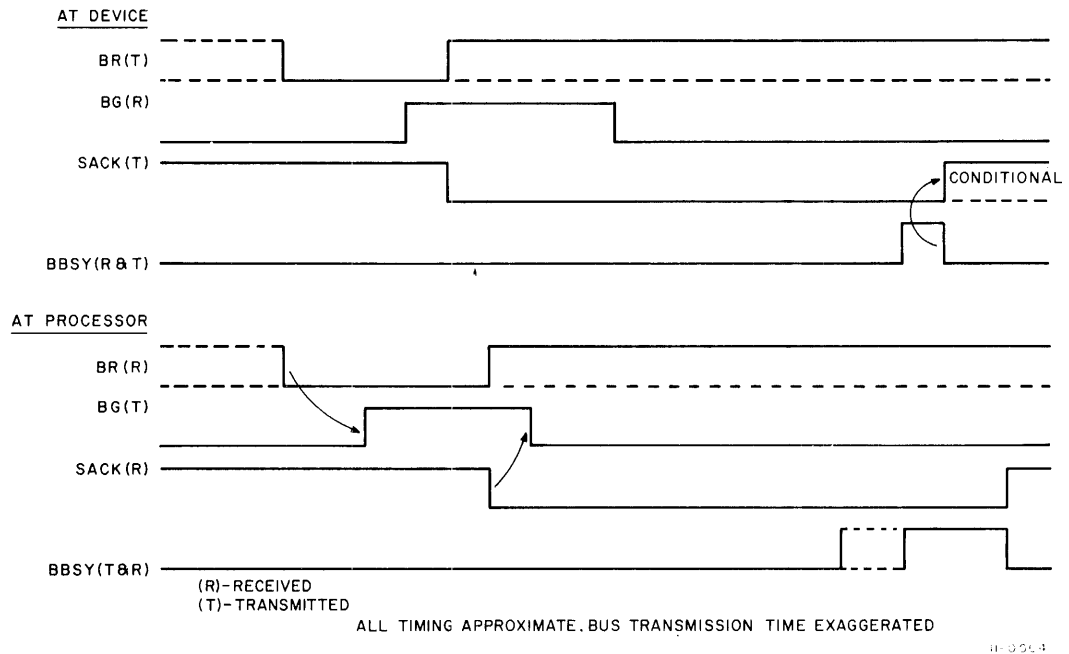 AT DEVICE
BR(T)
BG(R)
SACK(T)
CONDITIONAL
BBSY(R&T)
AT PROCESSOR
BR(R)
BG(T)
SACK(R)
BBSY(T&R)
(R)-RECEIVED
(T)-TRANSMITTED
ALL TIMING APPROXIMATE. BUS TRANSMISSION TIME EXAGGERATED